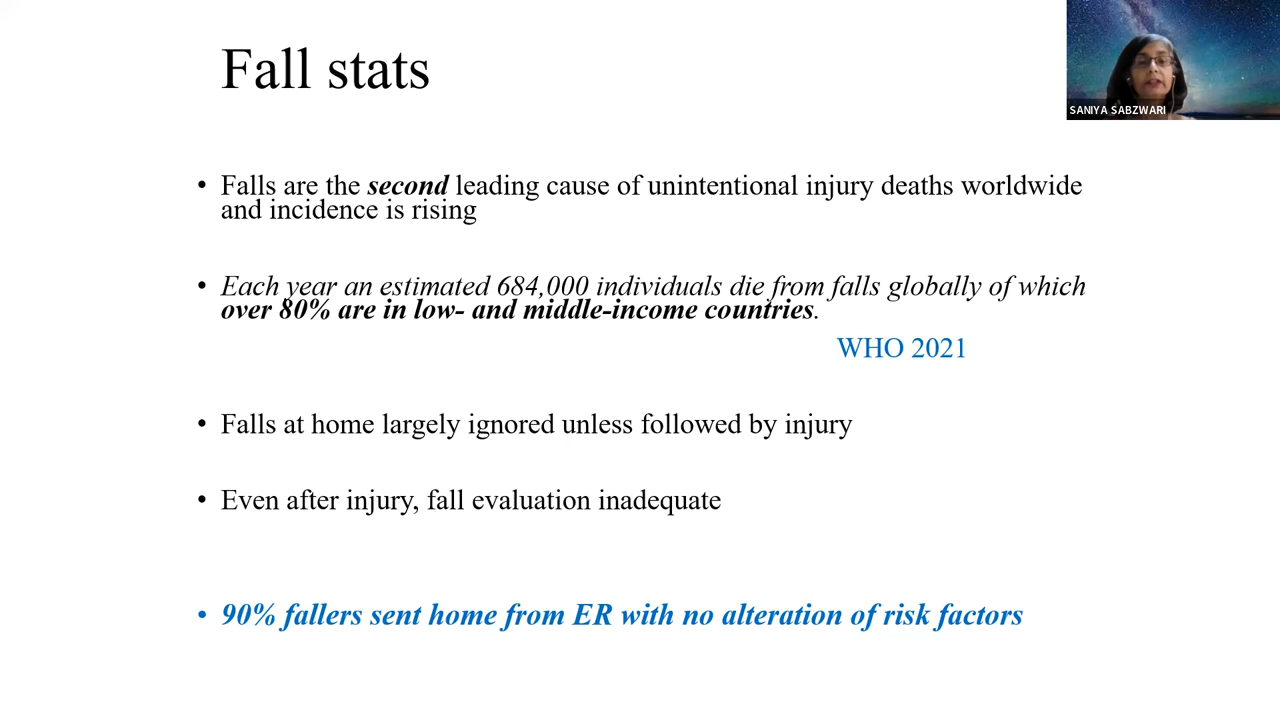 Fall stats
SANIYA SABZWARI
• Falls are the second leading cause of unintentional injury deaths worldwide
and incidence is rising
• Each year an estimated 684,000 individuals die from falls globally of which
over 80% are in low- and middle-income countries.
WHO 2021
• Falls at home largely ignored unless followed by injury
• Even after injury, fall evaluation inadequate
• 90% fallers sent home from ER with no alteration of risk factors